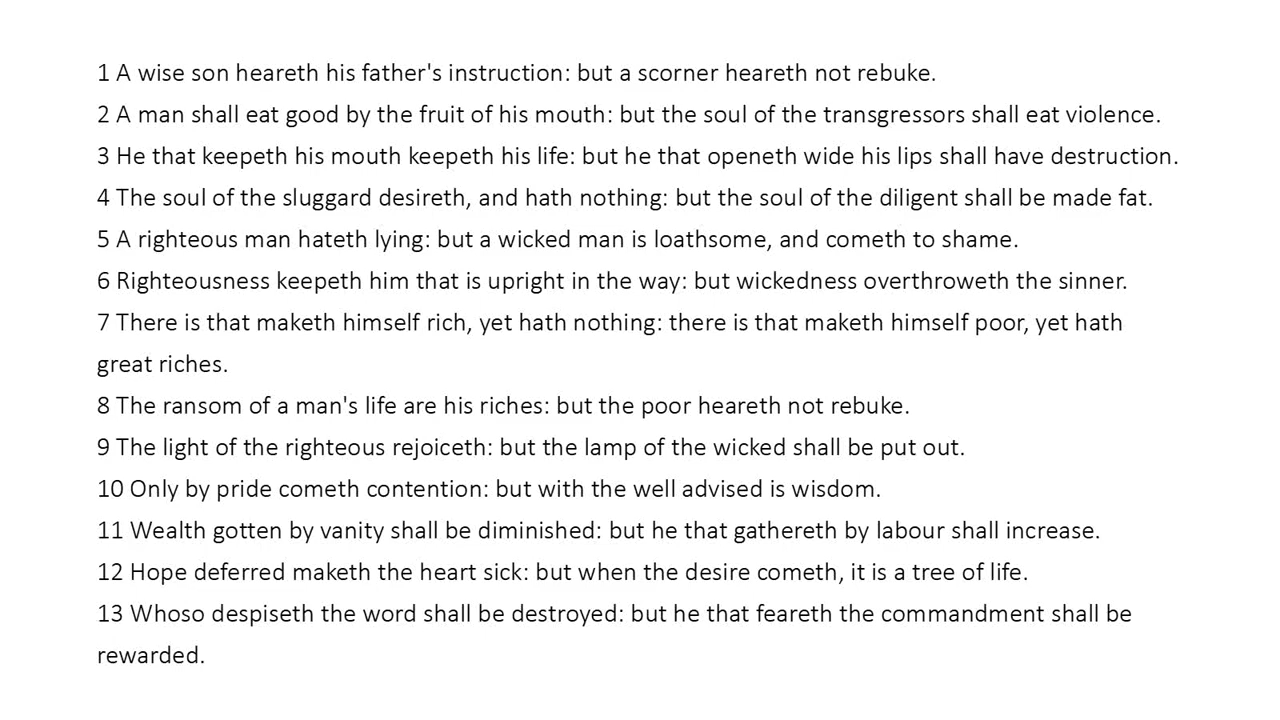 1 A wise son heareth his father's instruction: but a scorner heareth not rebuke.
2 A man shall eat good by the fruit of his mouth: but the soul of the transgressors shall eat violence.
3 He that keepeth his mouth keepeth his life: but he that openeth wide his lips shall have destruction.
4 The soul of the sluggard desireth, and hath nothing: but the soul of the diligent shall be made fat.
5 A righteous man hateth lying: but a wicked man is loathsome, and cometh to shame.
6 Righteousness keepeth him that is upright in the way: but wickedness overthroweth the sinner.
7 There is that maketh himself rich, yet hath nothing: there is that maketh himself poor, yet hath
great riches.
8 The ransom of a man's life are his riches: but the poor heareth not rebuke.
9 The light of the righteous rejoiceth: but the lamp of the wicked shall be put out.
10 Only by pride cometh contention: but with the well advised is wisdom.
11 Wealth gotten by vanity shall be diminished: but he that gathereth by labour shall increase.
12 Hope deferred maketh the heart sick: but when the desire cometh, it is a tree of life.
13 Whoso despiseth the word shall be destroyed: but he that feareth the commandment shall be
rewarded.